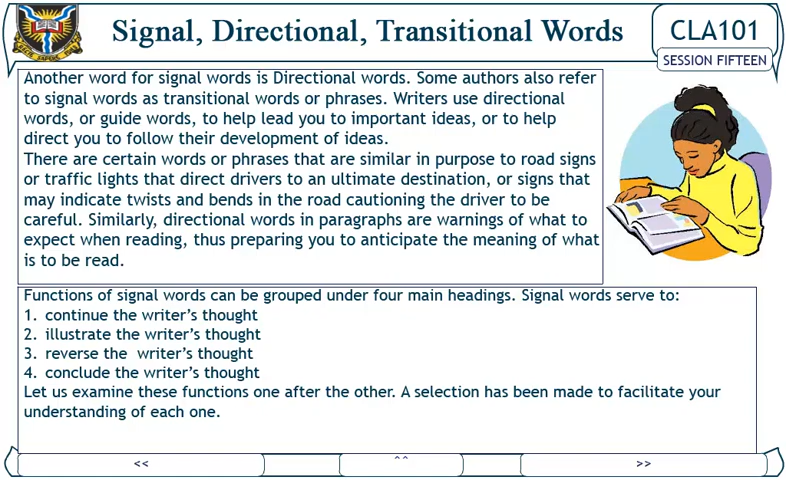 Signal, Directional, Transitional Words
CLA101
SESSION FIFTEEN
Another word for signal words is Directional words. Some authors also refer
to signal words as transitional words or phrases. Writers use directional
words, or guide words, to help lead you to important ideas, or to help
direct you to follow their development of ideas.
There are certain words or phrases that are similar in purpose to road signs
or traffic lights that direct drivers to an ultimate destination, or signs that
may indicate twists and bends in the road cautioning the driver to be
careful. Similarly, directional words in paragraphs are warnings of what to
expect when reading, thus preparing you to anticipate the meaning of what
is to be read.
Functions of signal words can be grouped under four main headings. Signal words serve to:
1. continue the writer’s thought
2. illustrate the writer’s thought
3. reverse the  writer’s thought
4. conclude the writer’s thought
Let us examine these functions one after the other. A selection has been made to facilitate your
understanding of each one.
<<
^^
>>